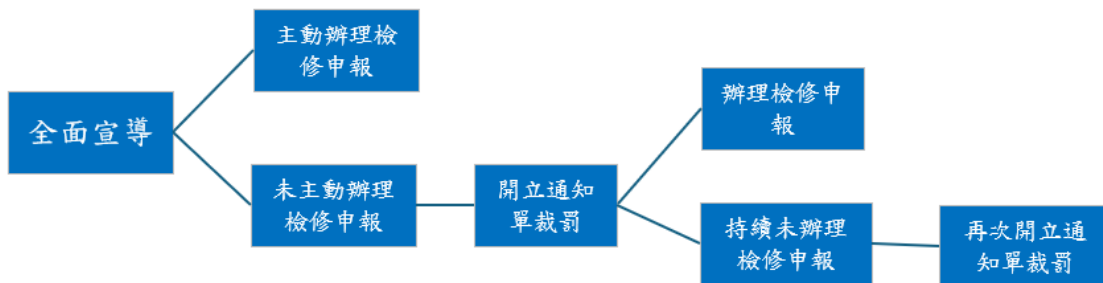 全面宣導
主動辦理檢
修申報
未主動辦理
檢修申報
開立通知
單裁罰
辦理檢修申
報
持續未辦理
檢修申報
再次開立通
知單裁罰